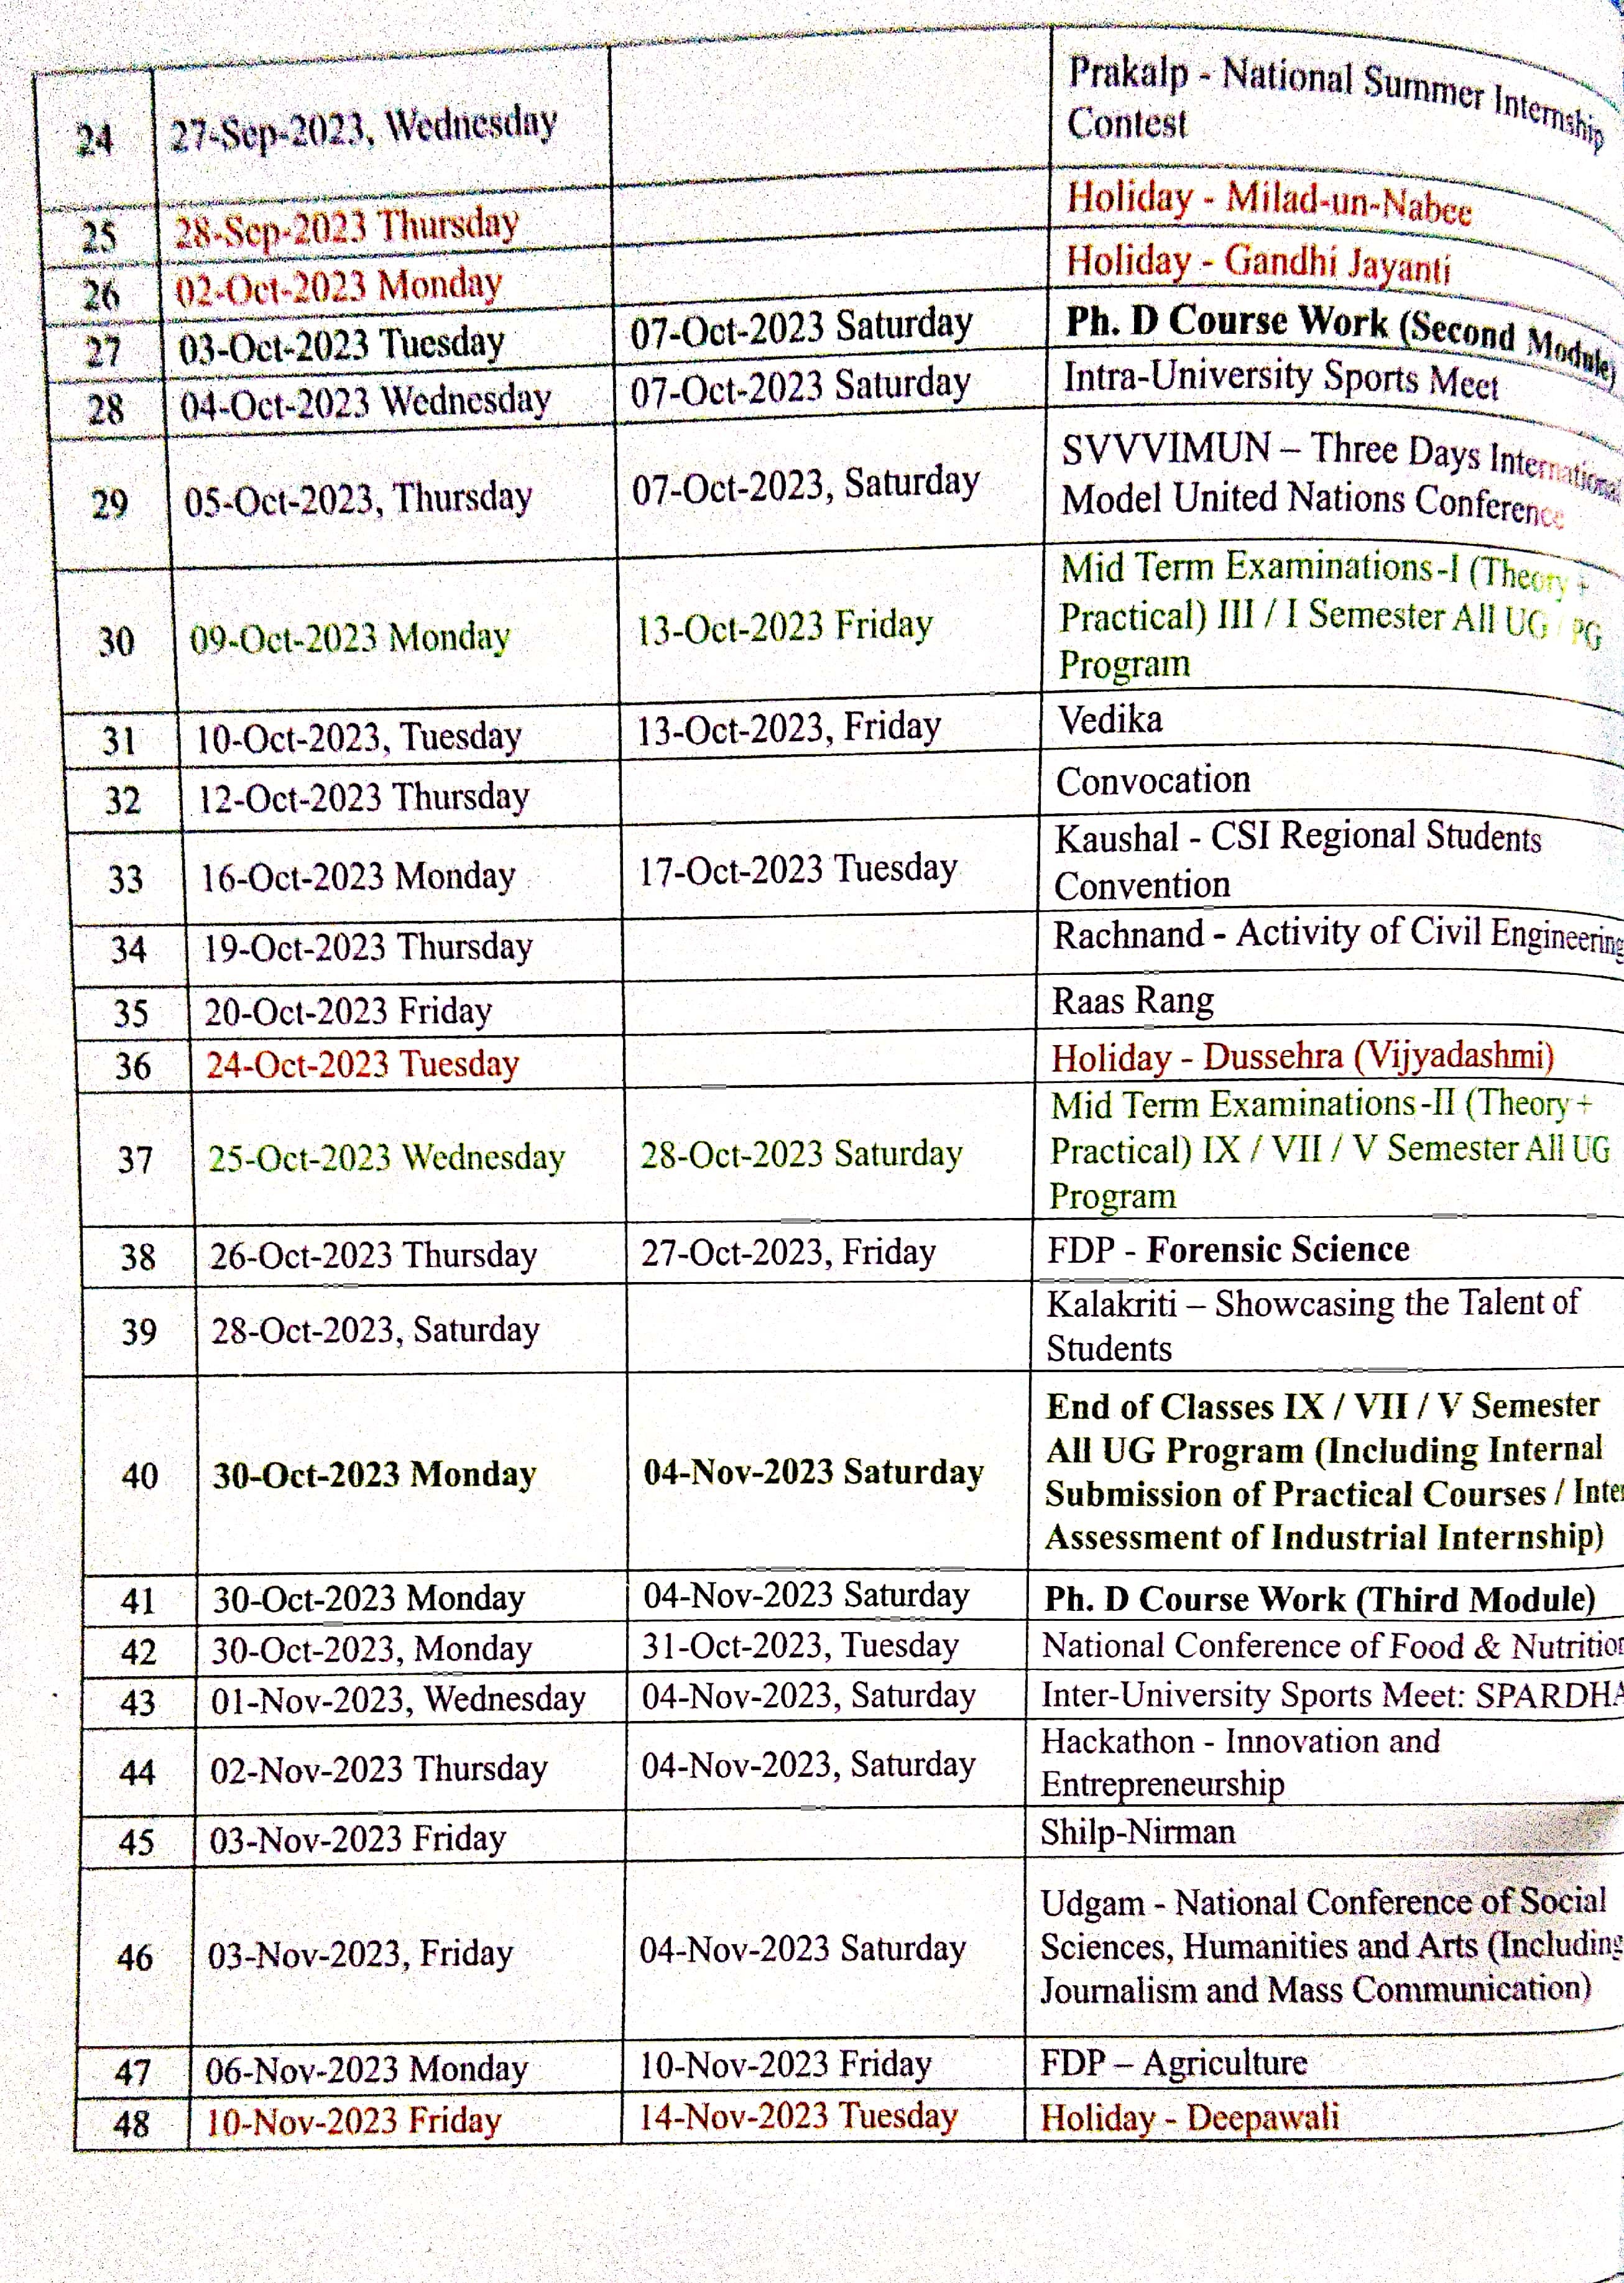 24 27-Sep-2023, Wednesday Prakalp - National Summer Internship
Contest
25 28-Sep-2023 Thursday Holiday - Milad-un-Nabee
26 02-Oct-2023 Monday Holiday - Gandhi Jayanti
27 03-Oct-2023 Tuesday 07-Oct-2023 Saturday Ph. D Course Work (Second Module)
28 04-Oct-2023 Wednesday 07-Oct-2023 Saturday Intra-University Sports Meet
29 05-Oct-2023, Thursday 07-Oct-2023, Saturday SVVVIMUN – Three Days International
Model United Nations Conference
30 09-Oct-2023 Monday 13-Oct-2023 Friday Mid Term Examinations-I (Theory +
Practical) III / I Semester All UG / PG
Program
31 10-Oct-2023, Tuesday 13-Oct-2023, Friday Vedika
32 12-Oct-2023 Thursday Convocation
33 16-Oct-2023 Monday 17-Oct-2023 Tuesday Kaushal - CSI Regional Students
Convention
34 19-Oct-2023 Thursday Rachnand - Activity of Civil Engineering
35 20-Oct-2023 Friday Raas Rang
36 24-Oct-2023 Tuesday Holiday - Dussehra (Vijyadashmi)
37 25-Oct-2023 Wednesday 28-Oct-2023 Saturday Mid Term Examinations-II (Theory +
Practical) IX / VII / V Semester All UG
Program
38 26-Oct-2023 Thursday 27-Oct-2023, Friday FDP - Forensic Science
39 28-Oct-2023, Saturday Kalakriti – Showcasing the Talent of
Students
40 30-Oct-2023 Monday 04-Nov-2023 Saturday End of Classes IX / VII / V Semester
All UG Program (Including Internal
Submission of Practical Courses / Inter
Assessment of Industrial Internship)
41 30-Oct-2023 Monday 04-Nov-2023 Saturday Ph. D Course Work (Third Module)
42 30-Oct-2023, Monday 31-Oct-2023, Tuesday National Conference of Food & Nutrition
43 01-Nov-2023, Wednesday 04-Nov-2023, Saturday Inter-University Sports Meet: SPARDHA
44 02-Nov-2023 Thursday 04-Nov-2023, Saturday Hackathon - Innovation and
Entrepreneurship
45 03-Nov-2023 Friday Shilp-Nirman
46 03-Nov-2023, Friday 04-Nov-2023 Saturday Udgam - National Conference of Social
Sciences, Humanities and Arts (Including
Journalism and Mass Communication)
47 06-Nov-2023 Monday 10-Nov-2023 Friday FDP – Agriculture
48 10-Nov-2023 Friday 14-Nov-2023 Tuesday Holiday - Deepawali